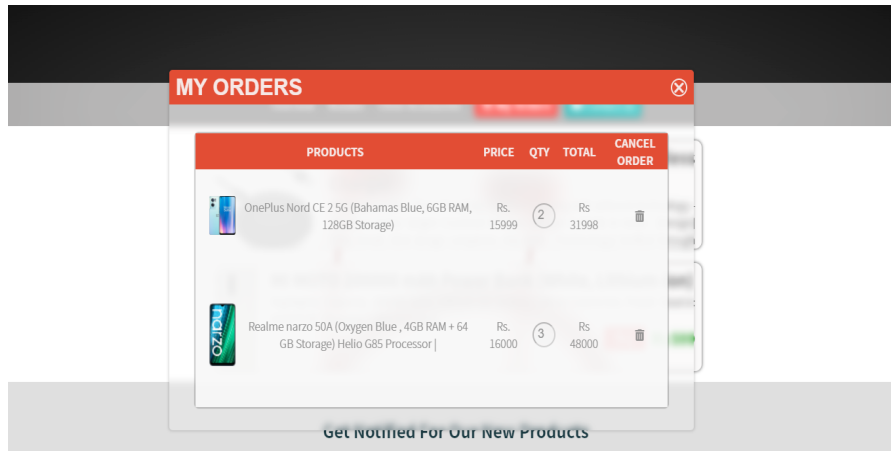 MY ORDERS
PRODUCTS PRICE QTY TOTAL CANCEL
ORDER
OnePlus Nord CE 2 5G (Bahamas Blue, 6GB RAM,
128GB Storage)
Rs.
15999
2
Rs
31998
narzo
Realme narzo 50A (Oxygen Blue , 4GB RAM + 64
GB Storage) Helio G85 Processor |
Rs.
16000
3
Rs
48000
Get Notified For Our New Products